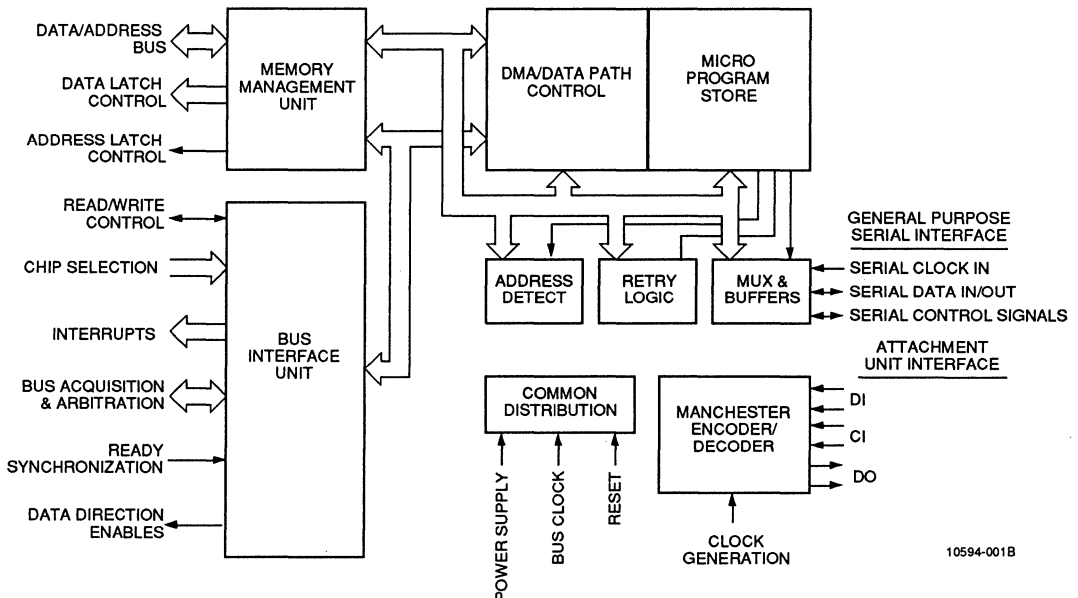 DATA/ADDRESS
BUS
DATA LATCH
CONTROL
ADDRESS LATCH
CONTROL
MEMORY
MANAGEMENT
UNIT
DMA/DATA PATH
CONTROL
MICRO
PROGRAM
STORE
READ/WRITE
CONTROL
CHIP SELECTION
INTERRUPTS
BUS ACQUISITION
& ARBITRATION
READY
SYNCHRONIZATION
DATA DIRECTION
ENABLES
BUS
INTERFACE
UNIT
ADDRESS
DETECT
RETRY
LOGIC
MUX &
BUFFERS
GENERAL PURPOSE
SERIAL INTERFACE
SERIAL CLOCK IN
SERIAL DATA IN/OUT
SERIAL CONTROL SIGNALS
ATTACHMENT
UNIT INTERFACE
COMMON
DISTRIBUTION
POWER SUPPLY
BUS CLOCK
RESET
MANCHESTER
ENCODER/
DECODER
DI
CI
DO
CLOCK
GENERATION
10594-001B